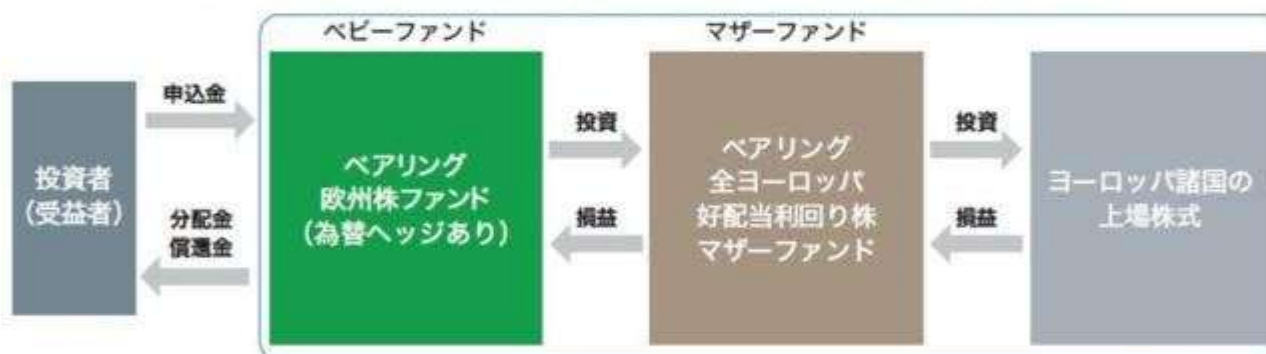 ベビーファンド
マザーファンド
投資者
(受益者)
申込金
分配金
償還金
ベアリング
欧州株ファンド
(為替ヘッジあり)
投資
損益
ベアリング
全ヨーロッパ
好配当利回り株
マザーファンド
投資
損益
ヨーロッパ諸国の
上場株式